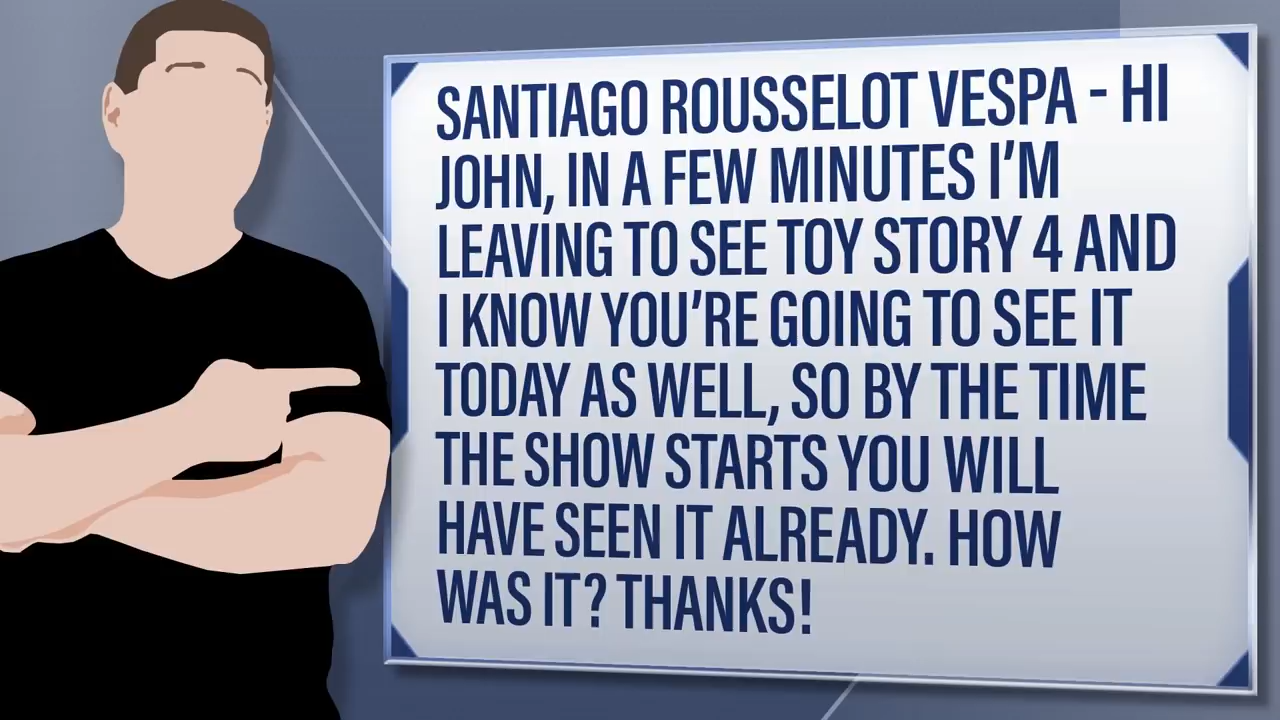 SANTIAGO ROUSSELOT VESPA - HI
JOHN, IN A FEW MINUTES I'M
LEAVING TO SEE TOY STORY 4 AND
I KNOW YOU'RE GOING TO SEE IT
TODAY AS WELL, SO BY THE TIME
THE SHOW STARTS YOU WILL
HAVE SEEN IT ALREADY. HOW
WAS IT? THANKS!